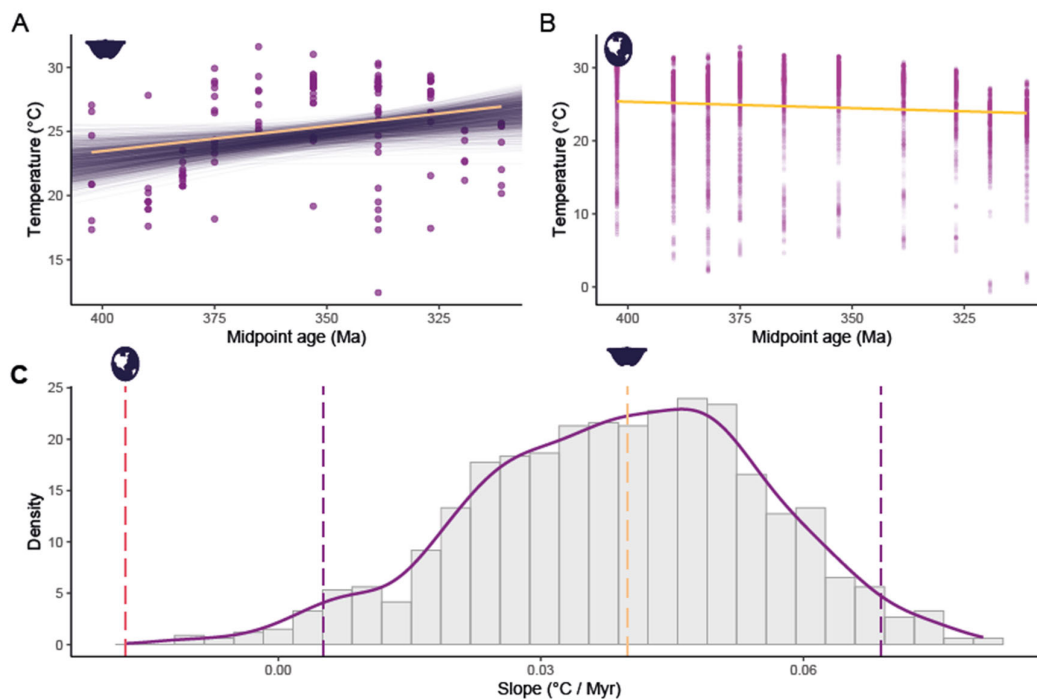 A
B
30
25
20
15
Temperature (°C)
400
375
350
325
Midpoint age (Ma)
30
20
10
0
Temperature (°C)
400
375
350
325
Midpoint age (Ma)
C
25
20
15
10
5
0
Density
0.00
0.03
0.06
Slope (°C / Myr)